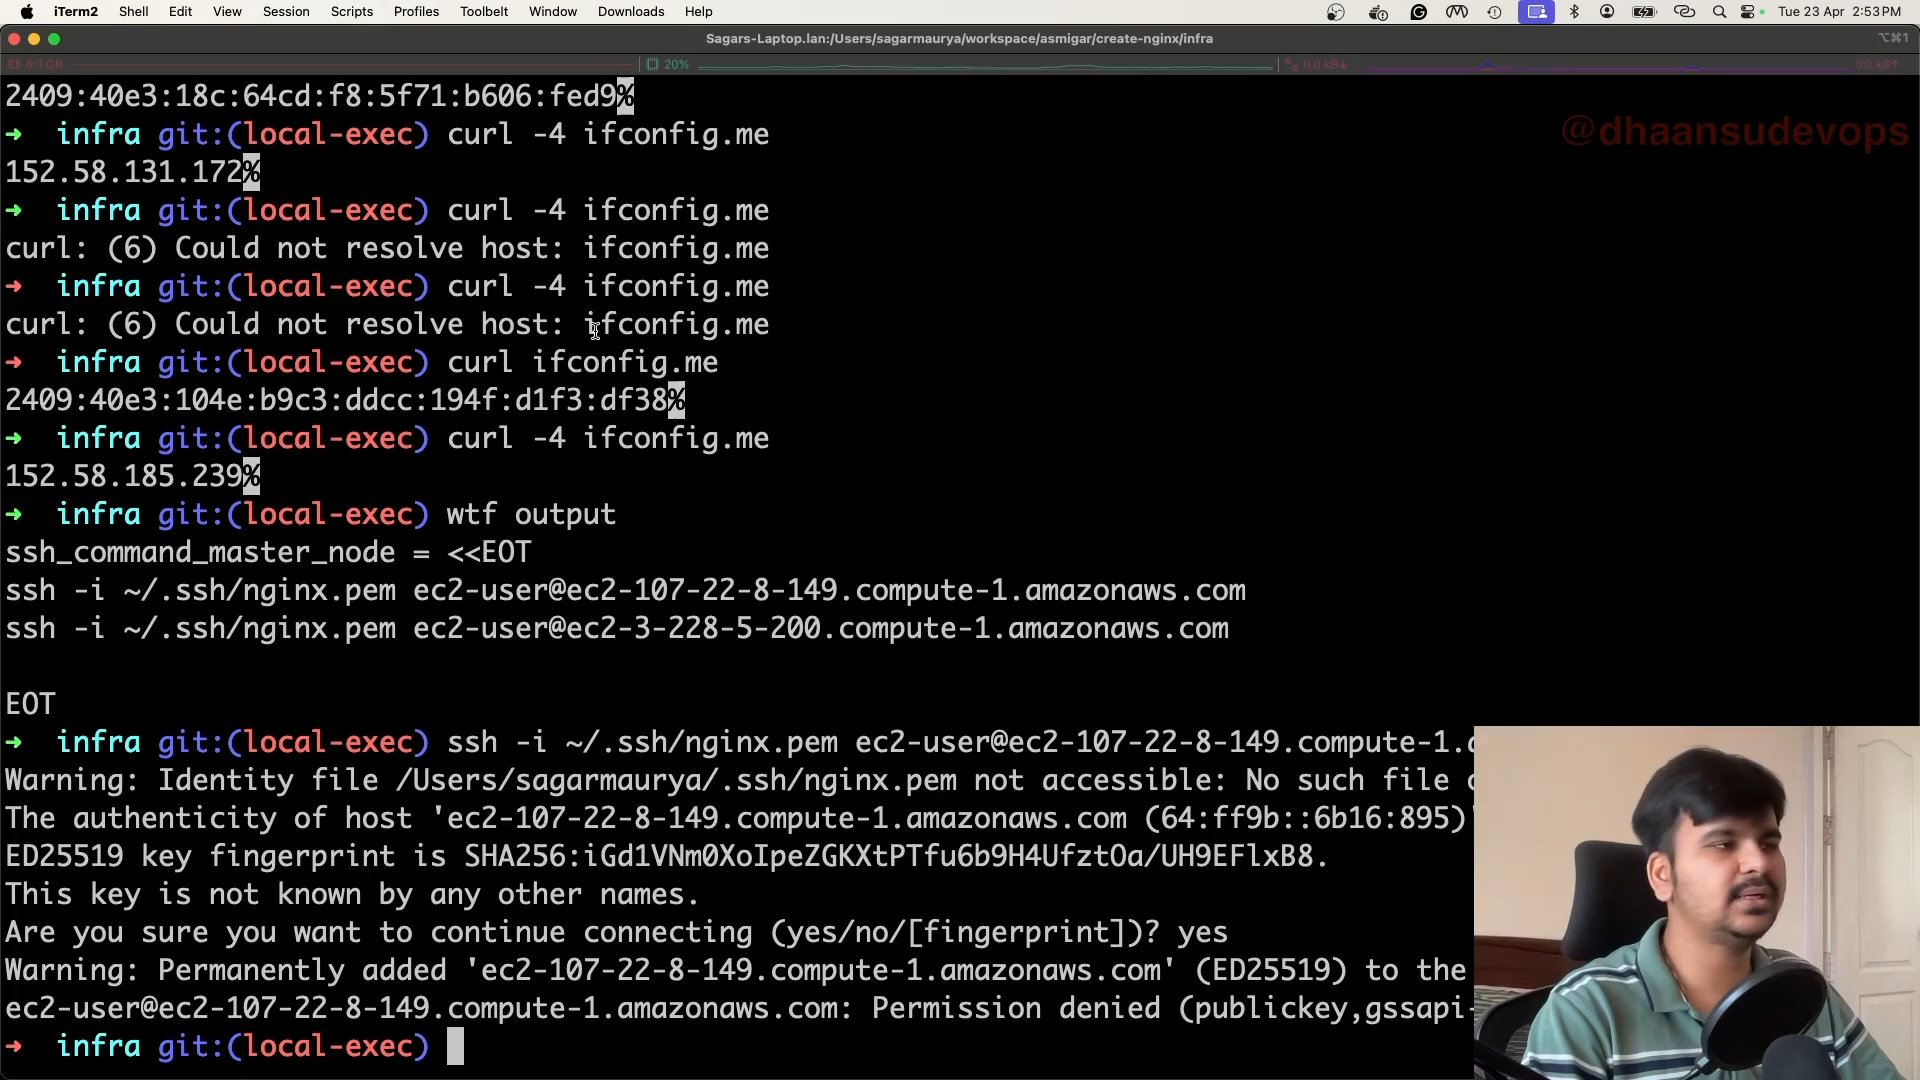 iTerm2 Shell Edit View Session Scripts Profiles Toolbelt Window Downloads Help Tue 23 Apr 2:53 PM
Sagars-Laptop.lan:/Users/sagarmaurya/workspace/asmigar/create-nginx/infra ⌥⌘1
8.0 GB 20% 0.0 kB↓ 0.0 kB↑
2409:40e3:18c:64cd:f8:5f71:b606:fed9%
@dhaansudevops
➜ infra git:(local-exec) curl -4 ifconfig.me
152.58.131.172%
➜ infra git:(local-exec) curl -4 ifconfig.me
curl: (6) Could not resolve host: ifconfig.me
➜ infra git:(local-exec) curl -4 ifconfig.me
curl: (6) Could not resolve host: ifconfig.me
➜ infra git:(local-exec) curl ifconfig.me
2409:40e3:104e:b9c3:ddcc:194f:d1f3:df38%
➜ infra git:(local-exec) curl -4 ifconfig.me
152.58.185.239%
➜ infra git:(local-exec) wtf output
ssh_command_master_node = <<EOT
ssh -i ~/.ssh/nginx.pem ec2-user@ec2-107-22-8-149.compute-1.amazonaws.com
ssh -i ~/.ssh/nginx.pem ec2-user@ec2-3-228-5-200.compute-1.amazonaws.com
EOT
➜ infra git:(local-exec) ssh -i ~/.ssh/nginx.pem ec2-user@ec2-107-22-8-149.compute-1.
Warning: Identity file /Users/sagarmaurya/.ssh/nginx.pem not accessible: No such file
The authenticity of host 'ec2-107-22-8-149.compute-1.amazonaws.com (64:ff9b::6b16:895)'
ED25519 key fingerprint is SHA256:iGd1VNm0XoIpeZGKXtPTfu6b9H4UfztOa/UH9EFlxB8.
This key is not known by any other names.
Are you sure you want to continue connecting (yes/no/[fingerprint])? yes
Warning: Permanently added 'ec2-107-22-8-149.compute-1.amazonaws.com' (ED25519) to the
ec2-user@ec2-107-22-8-149.compute-1.amazonaws.com: Permission denied (publickey,gssapi-
➜ infra git:(local-exec)